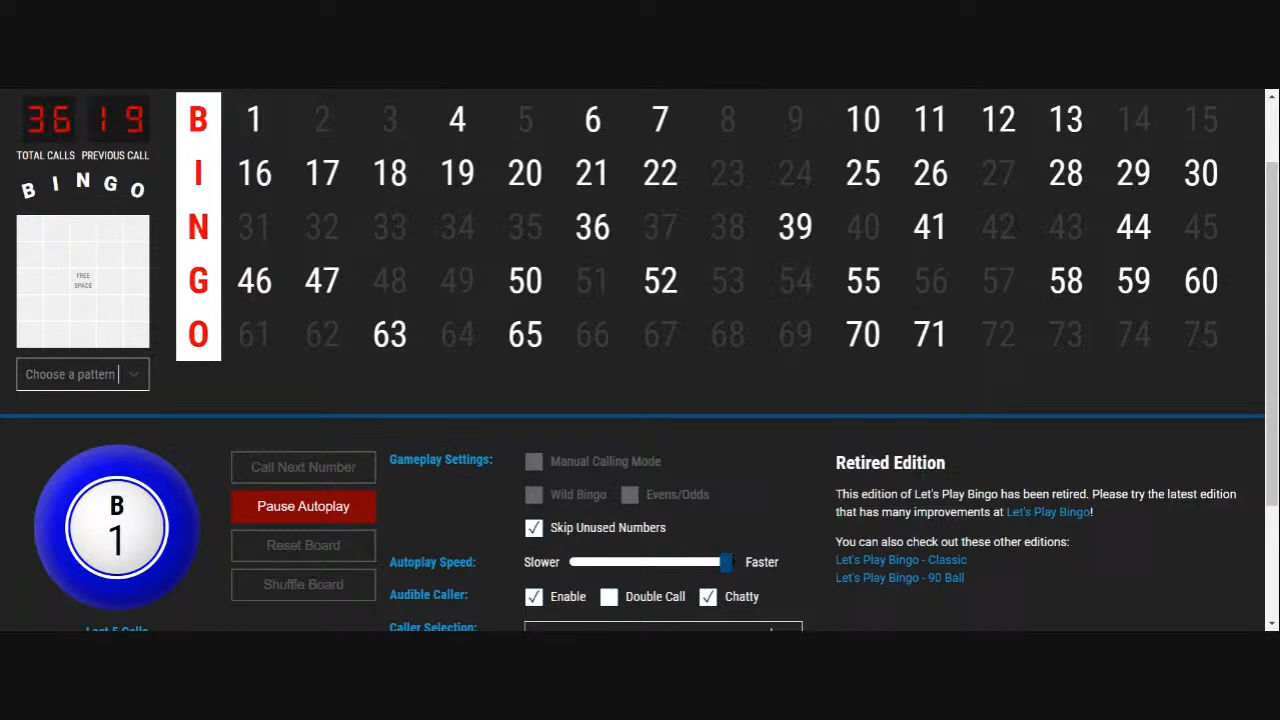 36 19
TOTAL CALLS PREVIOUS CALL
B I N G O
FREE
SPACE
Choose a pattern
B 1 2 3 4 5 6 7 8 9 10 11 12 13 14 15
I 16 17 18 19 20 21 22 23 24 25 26 27 28 29 30
N 31 32 33 34 35 36 37 38 39 40 41 42 43 44 45
G 46 47 48 49 50 51 52 53 54 55 56 57 58 59 60
O 61 62 63 64 65 66 67 68 69 70 71 72 73 74 75
B
1
Last 5 Calls
Call Next Number
Pause Autoplay
Reset Board
Shuffle Board
Gameplay Settings:
Manual Calling Mode
Wild Bingo Evens/Odds
Skip Unused Numbers
Autoplay Speed: Slower Faster
Audible Caller: Enable Double Call Chatty
Caller Selection:
Retired Edition
This edition of Let's Play Bingo has been retired. Please try the latest edition
that has many improvements at Let's Play Bingo!
You can also check out these other editions:
Let's Play Bingo - Classic
Let's Play Bingo - 90 Ball